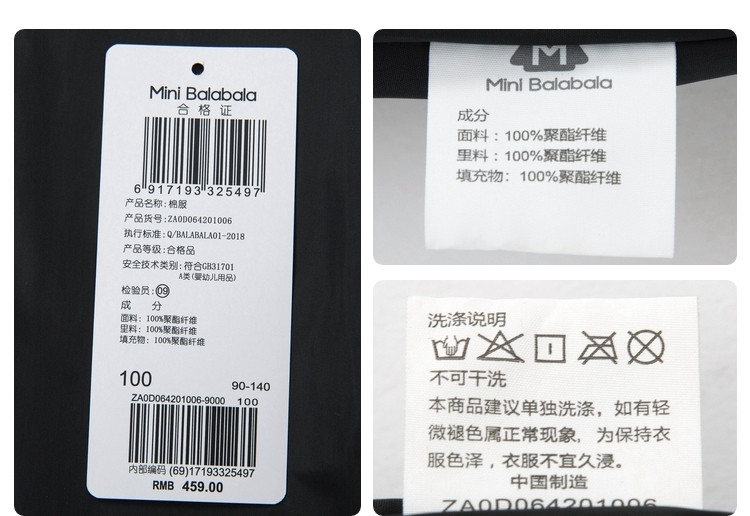 Mini Balabala
合格证
6 917193 325497
产品名称:棉服
产品货号:ZA0D064201006
执行标准:Q/BALABALA01-2018
产品等级:合格品
安全技术类别:符合GB31701
A类(婴幼儿用品)
检验员:09
成 分
面料:100%聚酯纤维
里料:100%聚酯纤维
填充物:100%聚酯纤维
100
90-140
ZA0D064201006-9000 100
内部编码 (69)17193325497
RMB 459.00
M
Mini Balabala
成分
面料：100%聚酯纤维
里料：100%聚酯纤维
填充物：100%聚酯纤维
洗涤说明
不可干洗
本商品建议单独洗涤，如有轻
微褪色属正常现象，为保持衣
服色泽，衣服不宜久浸。
中国制造
ZA0D064201006